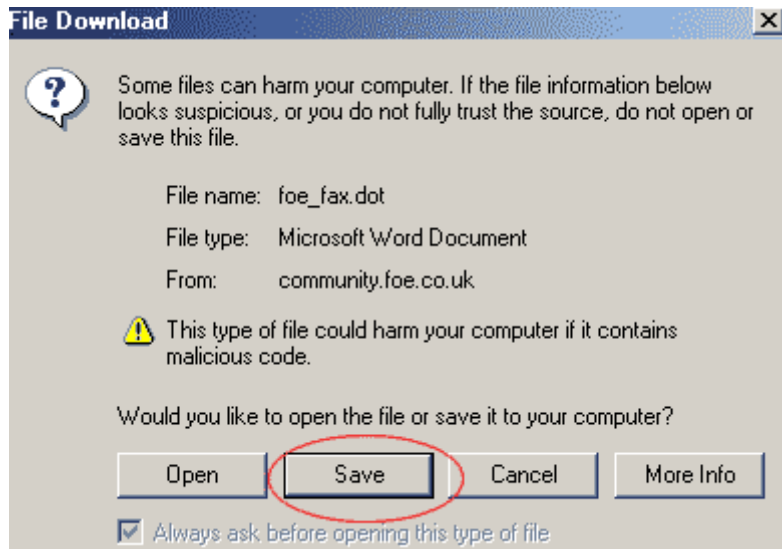 File Download
Some files can harm your computer. If the file information below
looks suspicious, or you do not fully trust the source, do not open or
save this file.
File name: foe_fax.dot
File type: Microsoft Word Document
From: community.foe.co.uk
This type of file could harm your computer if it contains
malicious code.
Would you like to open the file or save it to your computer?
Open Save Cancel More Info
Always ask before opening this type of file